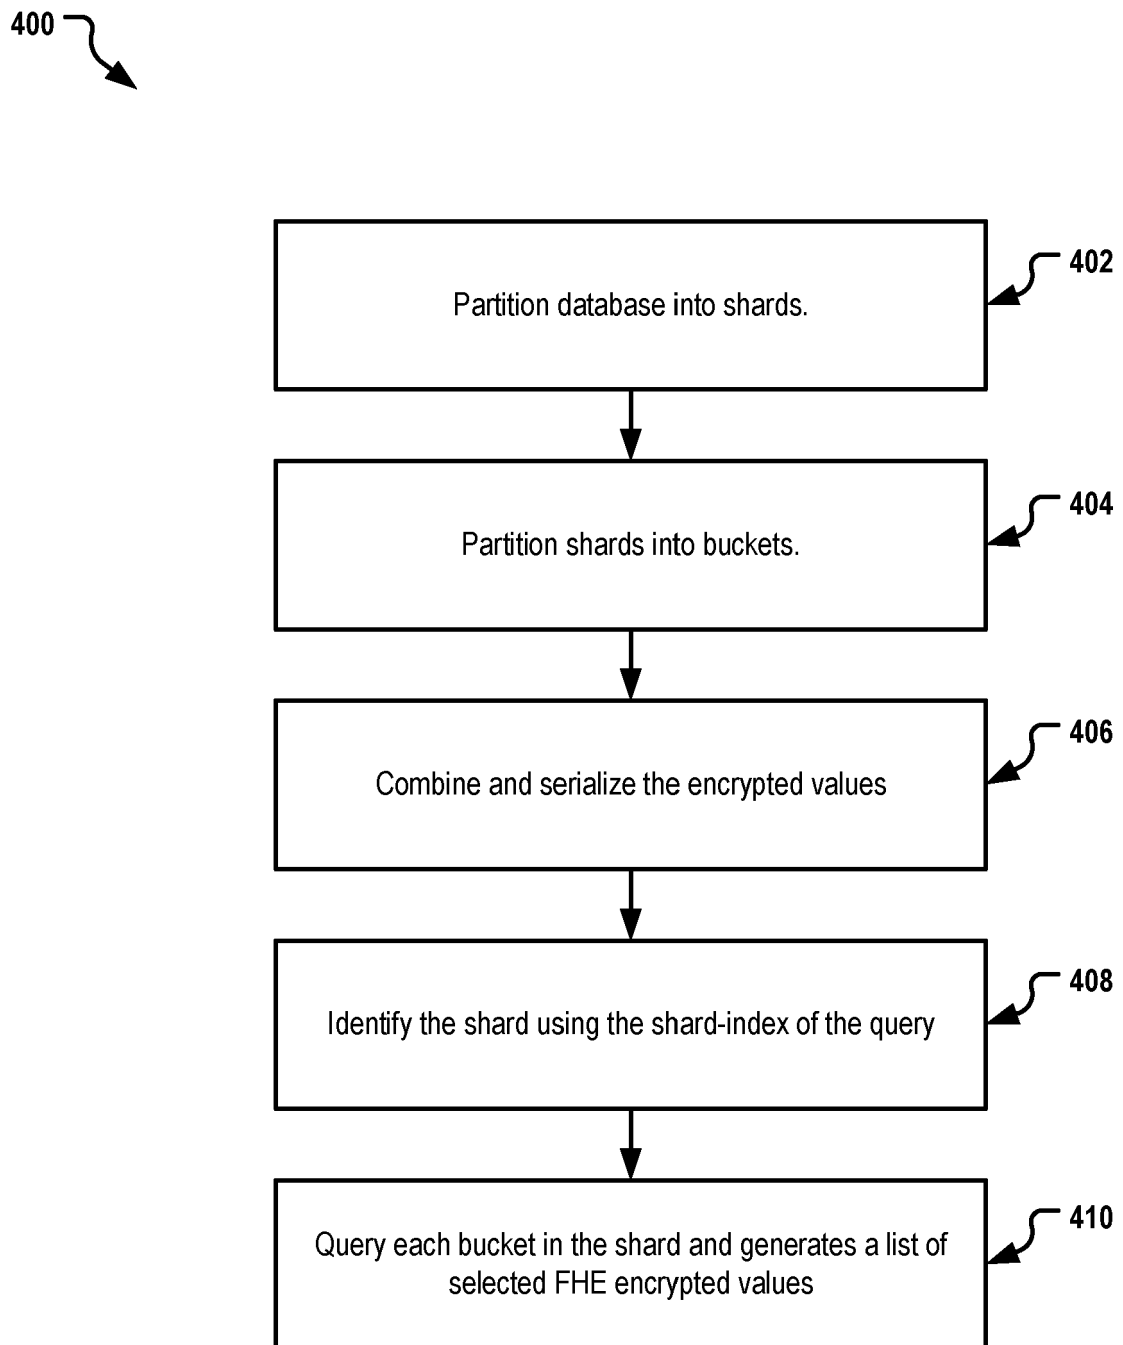 400
402
Partition database into shards.
404
Partition shards into buckets.
406
Combine and serialize the encrypted values
408
Identify the shard using the shard-index of the query
410
Query each bucket in the shard and generates a list of
selected FHE encrypted values